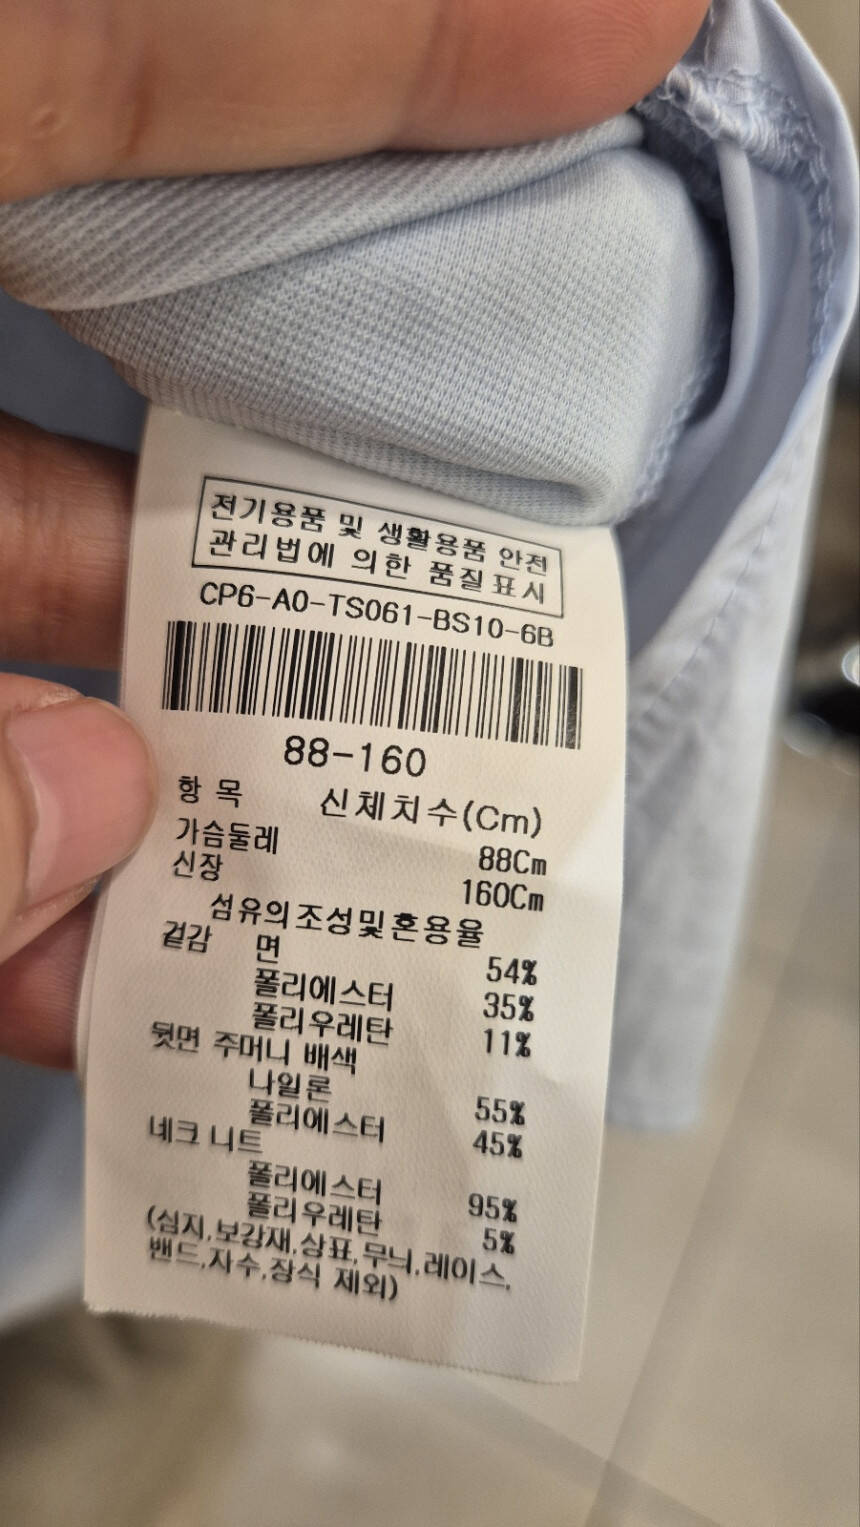 전기용품 및 생활용품 안전
관리법에 의한 품질표시
CP6-A0-TS061-BS10-6B
88-160
항 목 신체치수(Cm)
가슴둘레 88Cm
신장 160Cm
섬유의조성및혼용율
겉감 면 54%
폴리에스터 35%
폴리우레탄 11%
뒷면 주머니 배색
나일론 55%
폴리에스터 45%
네크 니트
폴리에스터 95%
폴리우레탄 5%
(심지,보강재,상표,무늬,레이스,
밴드,자수,장식 제외)